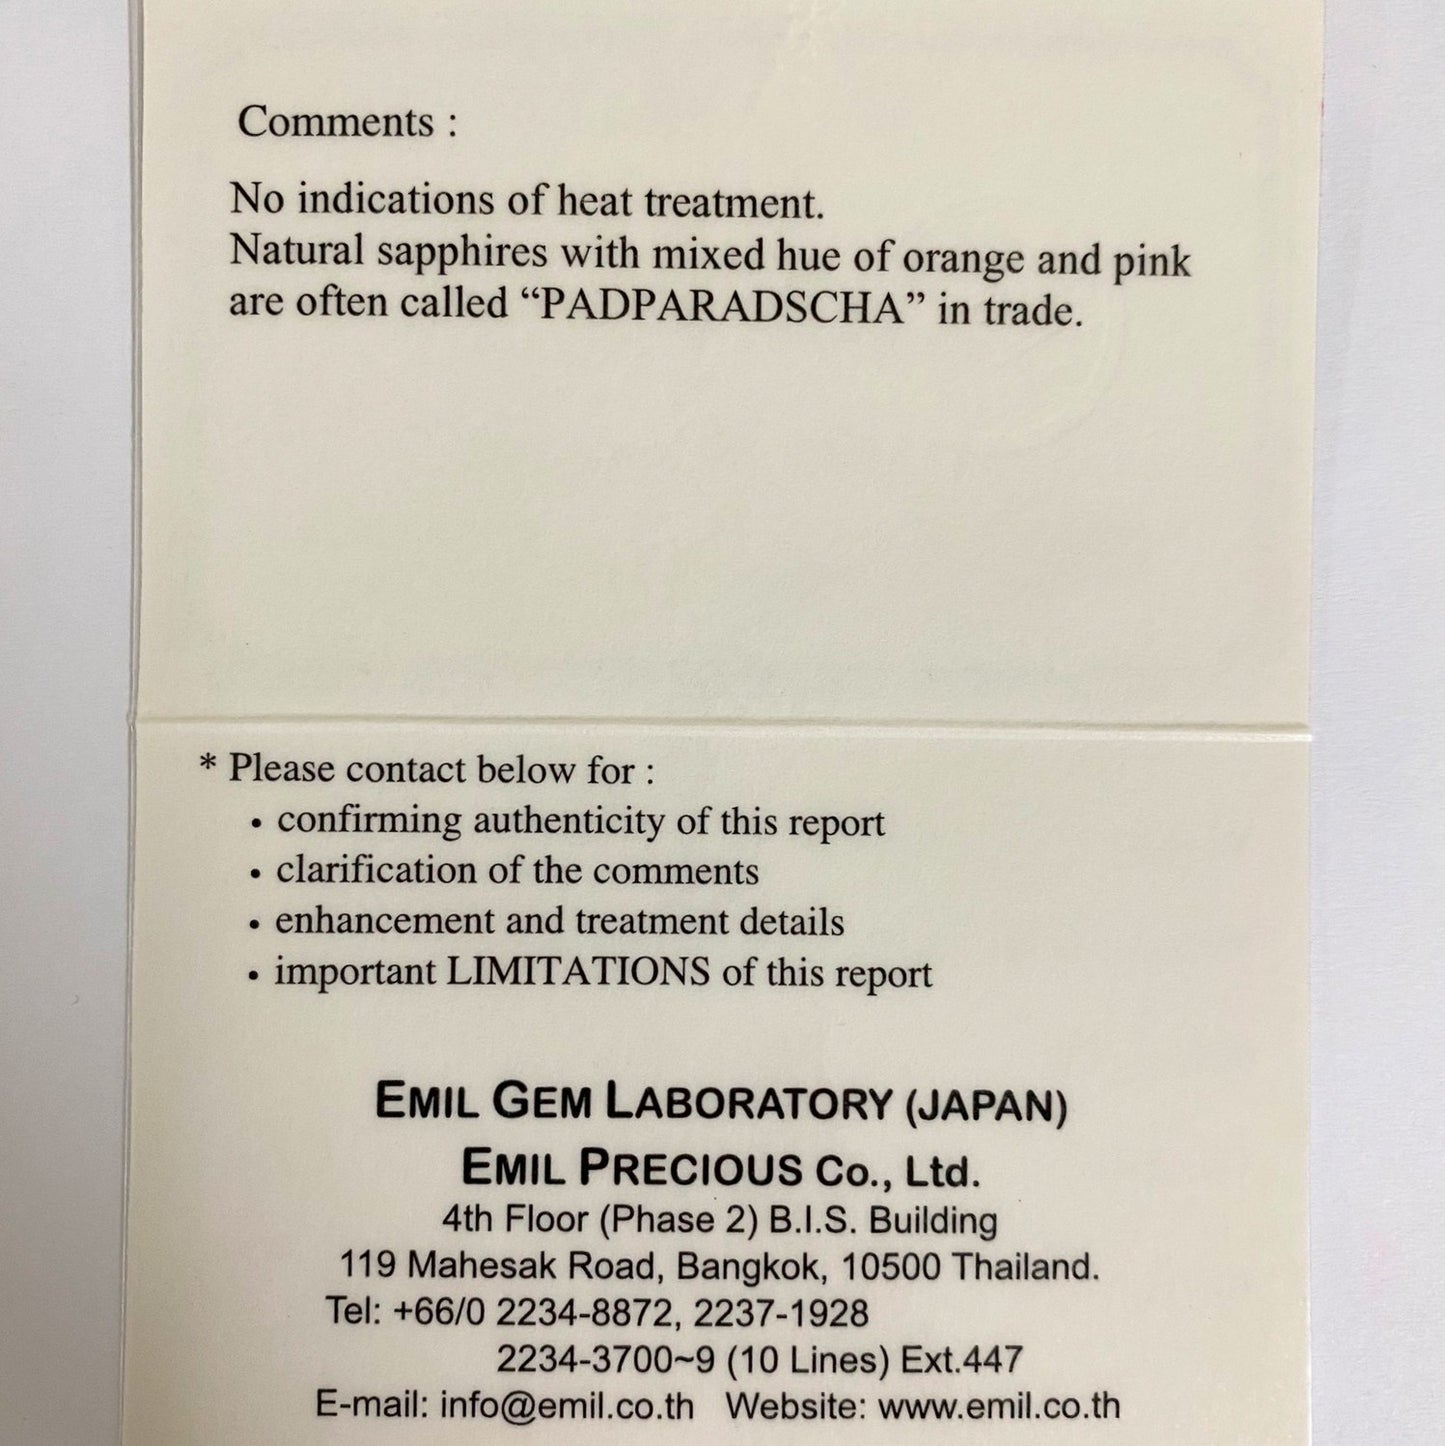 Comments :
No indications of heat treatment.
Natural sapphires with mixed hue of orange and pink
are often called “PADPARADSCHA” in trade.
* Please contact below for :
• confirming authenticity of this report
• clarification of the comments
• enhancement and treatment details
• important LIMITATIONS of this report
EMIL GEM LABORATORY (JAPAN)
EMIL PRECIOUS Co., Ltd.
4th Floor (Phase 2) B.I.S. Building
119 Mahesak Road, Bangkok, 10500 Thailand.
Tel: +66/0 2234-8872, 2237-1928
2234-3700~9 (10 Lines) Ext.447
E-mail: info@emil.co.th   Website: www.emil.co.th